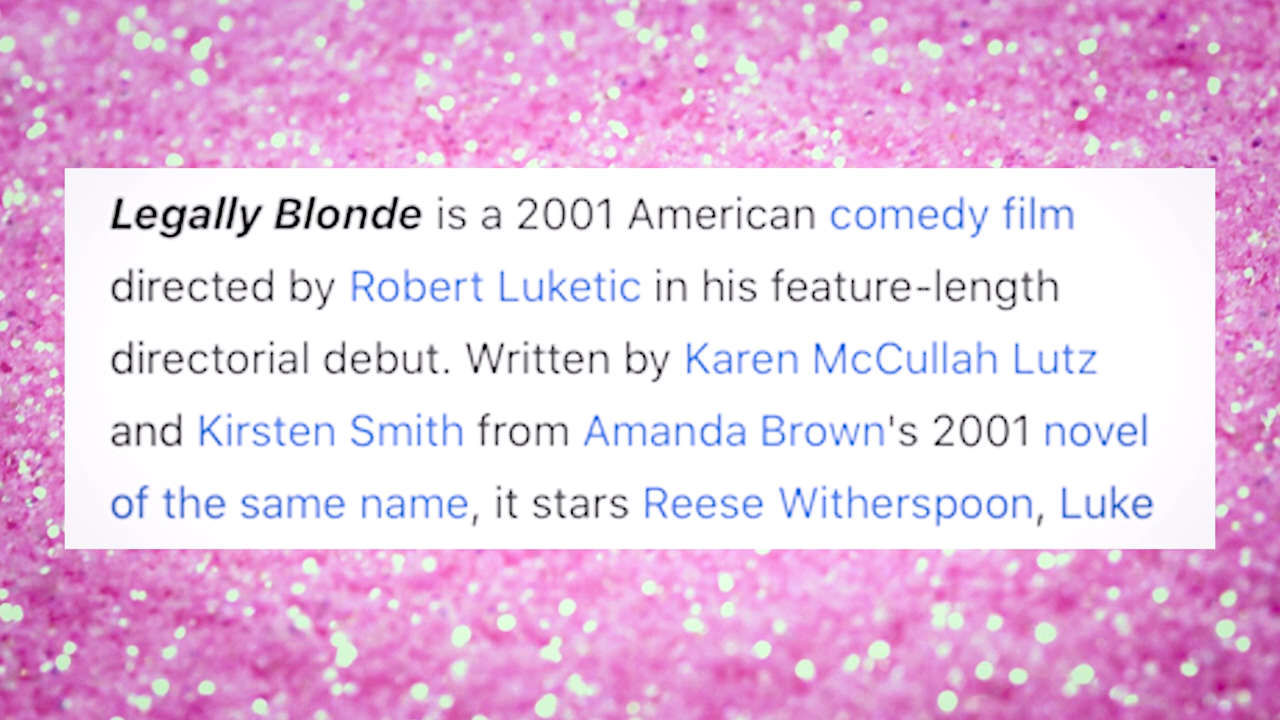 Legally Blonde is a 2001 American comedy film
directed by Robert Luketic in his feature-length
directorial debut. Written by Karen McCullah Lutz
and Kirsten Smith from Amanda Brown's 2001 novel
of the same name, it stars Reese Witherspoon, Luke